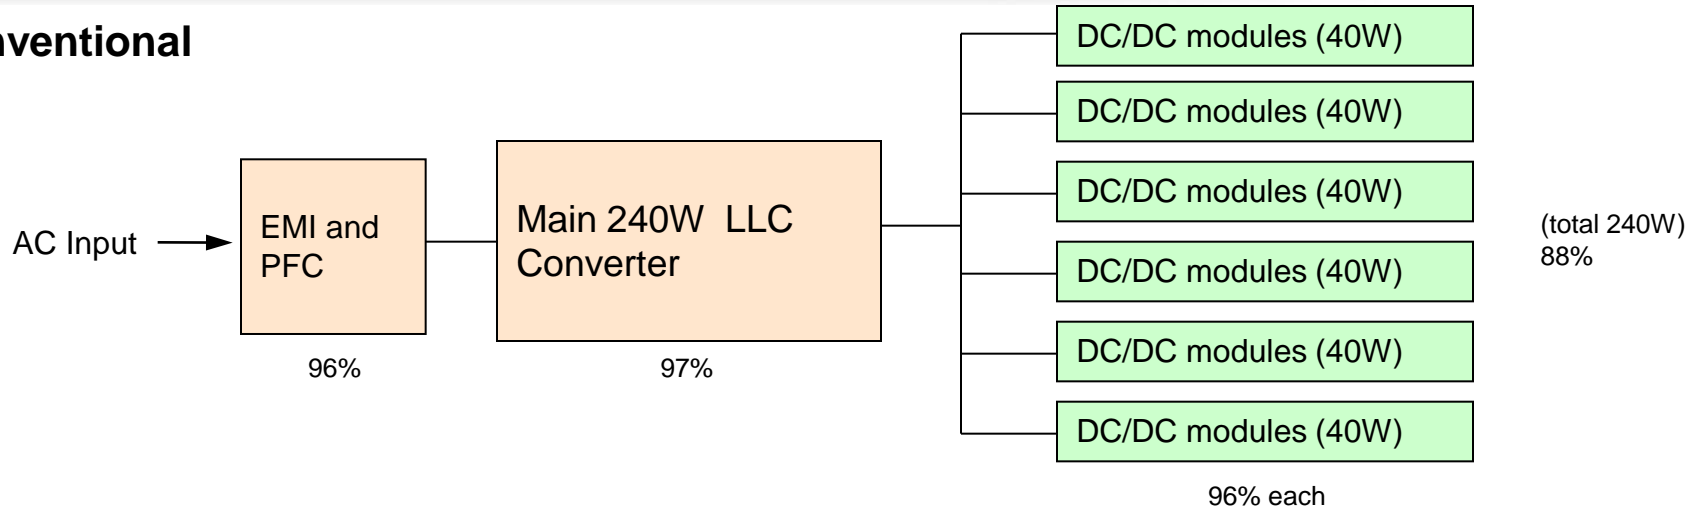 nventional
AC Input
EMI and
PFC
96%
Main 240W LLC
Converter
97%
DC/DC modules (40W)
DC/DC modules (40W)
DC/DC modules (40W)
DC/DC modules (40W)
DC/DC modules (40W)
DC/DC modules (40W)
96% each
(total 240W)
88%